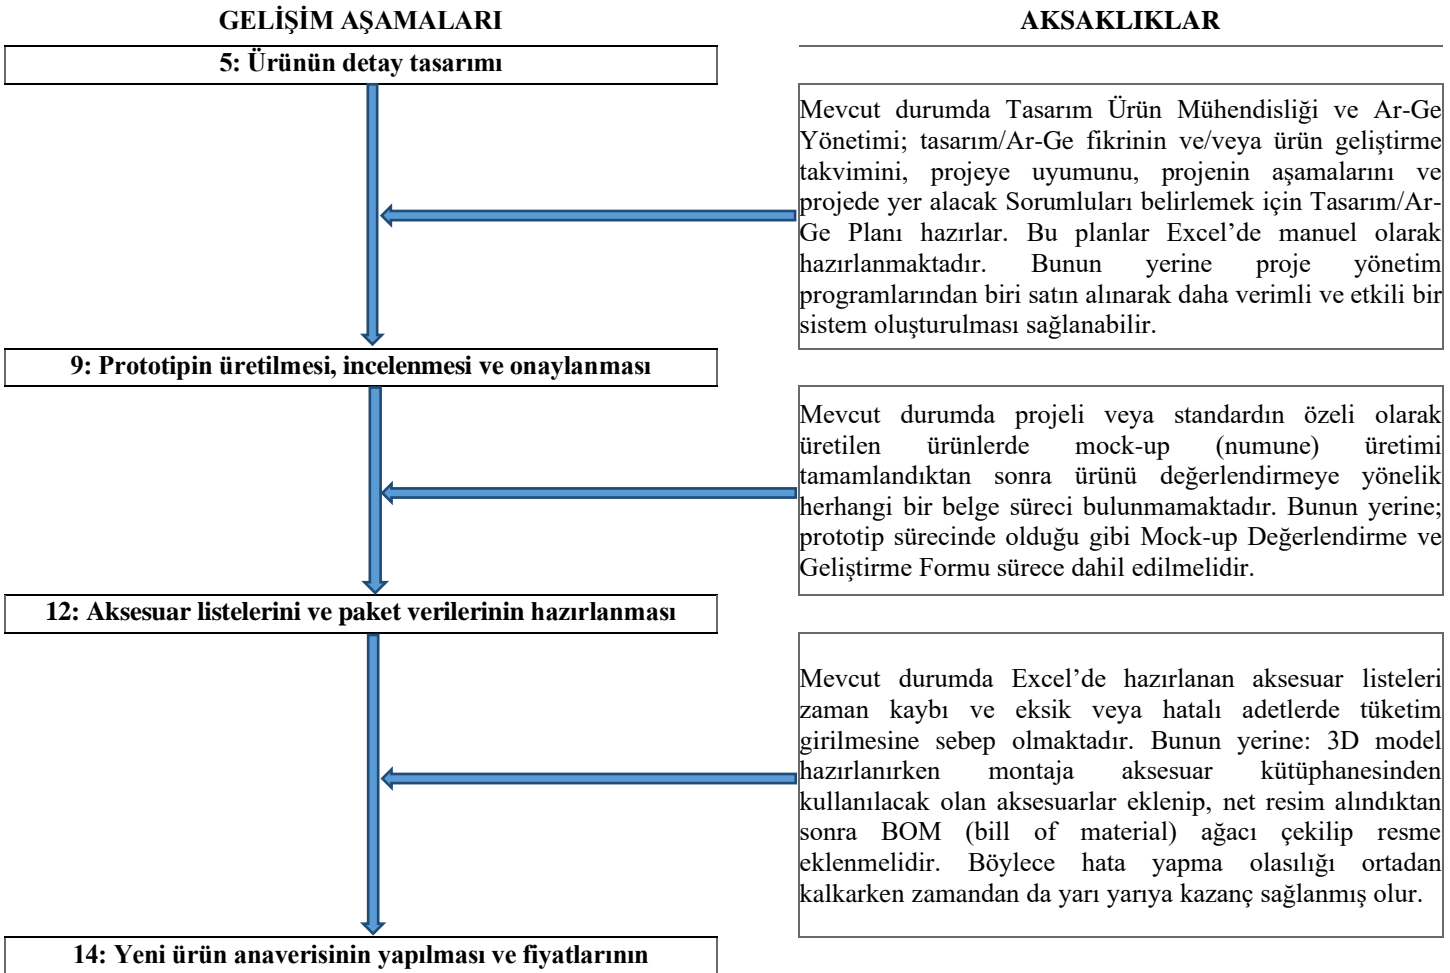 GELİŞİM AŞAMALARI
AKSAKLIKLAR
5: Ürünün detay tasarımı
Mevcut durumda Tasarım Ürün Mühendisliği ve Ar-Ge
Yönetimi; tasarım/Ar-Ge fikrinin ve/veya ürün geliştirme
takvimini, projeye uyumunu, projenin aşamalarını ve
projede yer alacak Sorumluları belirlemek için Tasarım/Ar-
Ge Planı hazırlar. Bu planlar Excel’de manuel olarak
hazırlanmaktadır. Bunun yerine proje yönetim
programlarından biri satın alınarak daha verimli ve etkili bir
sistem oluşturulması sağlanabilir.
9: Prototipin üretilmesi, incelenmesi ve onaylanması
Mevcut durumda projeli veya standardın özeli olarak
üretilen ürünlerde mock-up (numune) üretimi
tamamlandıktan sonra ürünü değerlendirmeye yönelik
herhangi bir belge süreci bulunmamaktadır. Bunun yerine;
prototip sürecinde olduğu gibi Mock-up Değerlendirme ve
Geliştirme Formu sürece dahil edilmelidir.
12: Aksesuar listelerini ve paket verilerinin hazırlanması
Mevcut durumda Excel’de hazırlanan aksesuar listeleri
zaman kaybı ve eksik veya hatalı adetlerde tüketim
girilmesine sebep olmaktadır. Bunun yerine: 3D model
hazırlanırken montaja aksesuar kütüphanesinden
kullanılacak olan aksesuarlar eklenip, net resim alındıktan
sonra BOM (bill of material) ağacı çekilip resme
eklenmelidir. Böylece hata yapma olasılığı ortadan
kalkarken zamandan da yarı yarıya kazanç sağlanmış olur.
14: Yeni ürün anaverisinin yapılması ve fiyatlarının